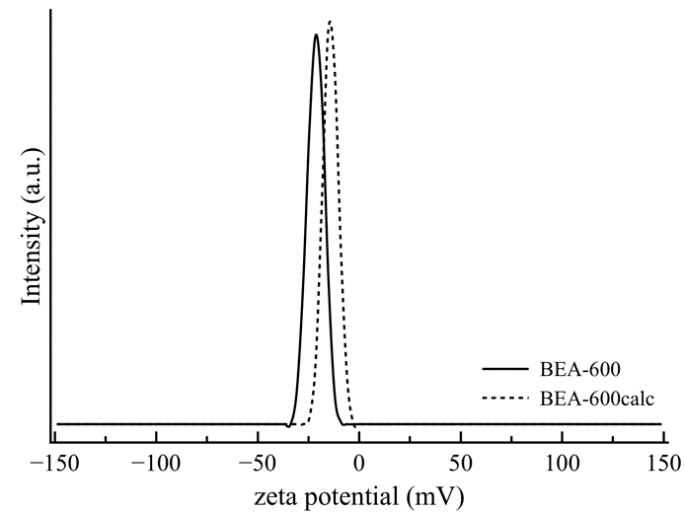 Intensity (a.u.)
BEA-600
BEA-600calc
−150 −100 −50 0 50 100 150
zeta potential (mV)